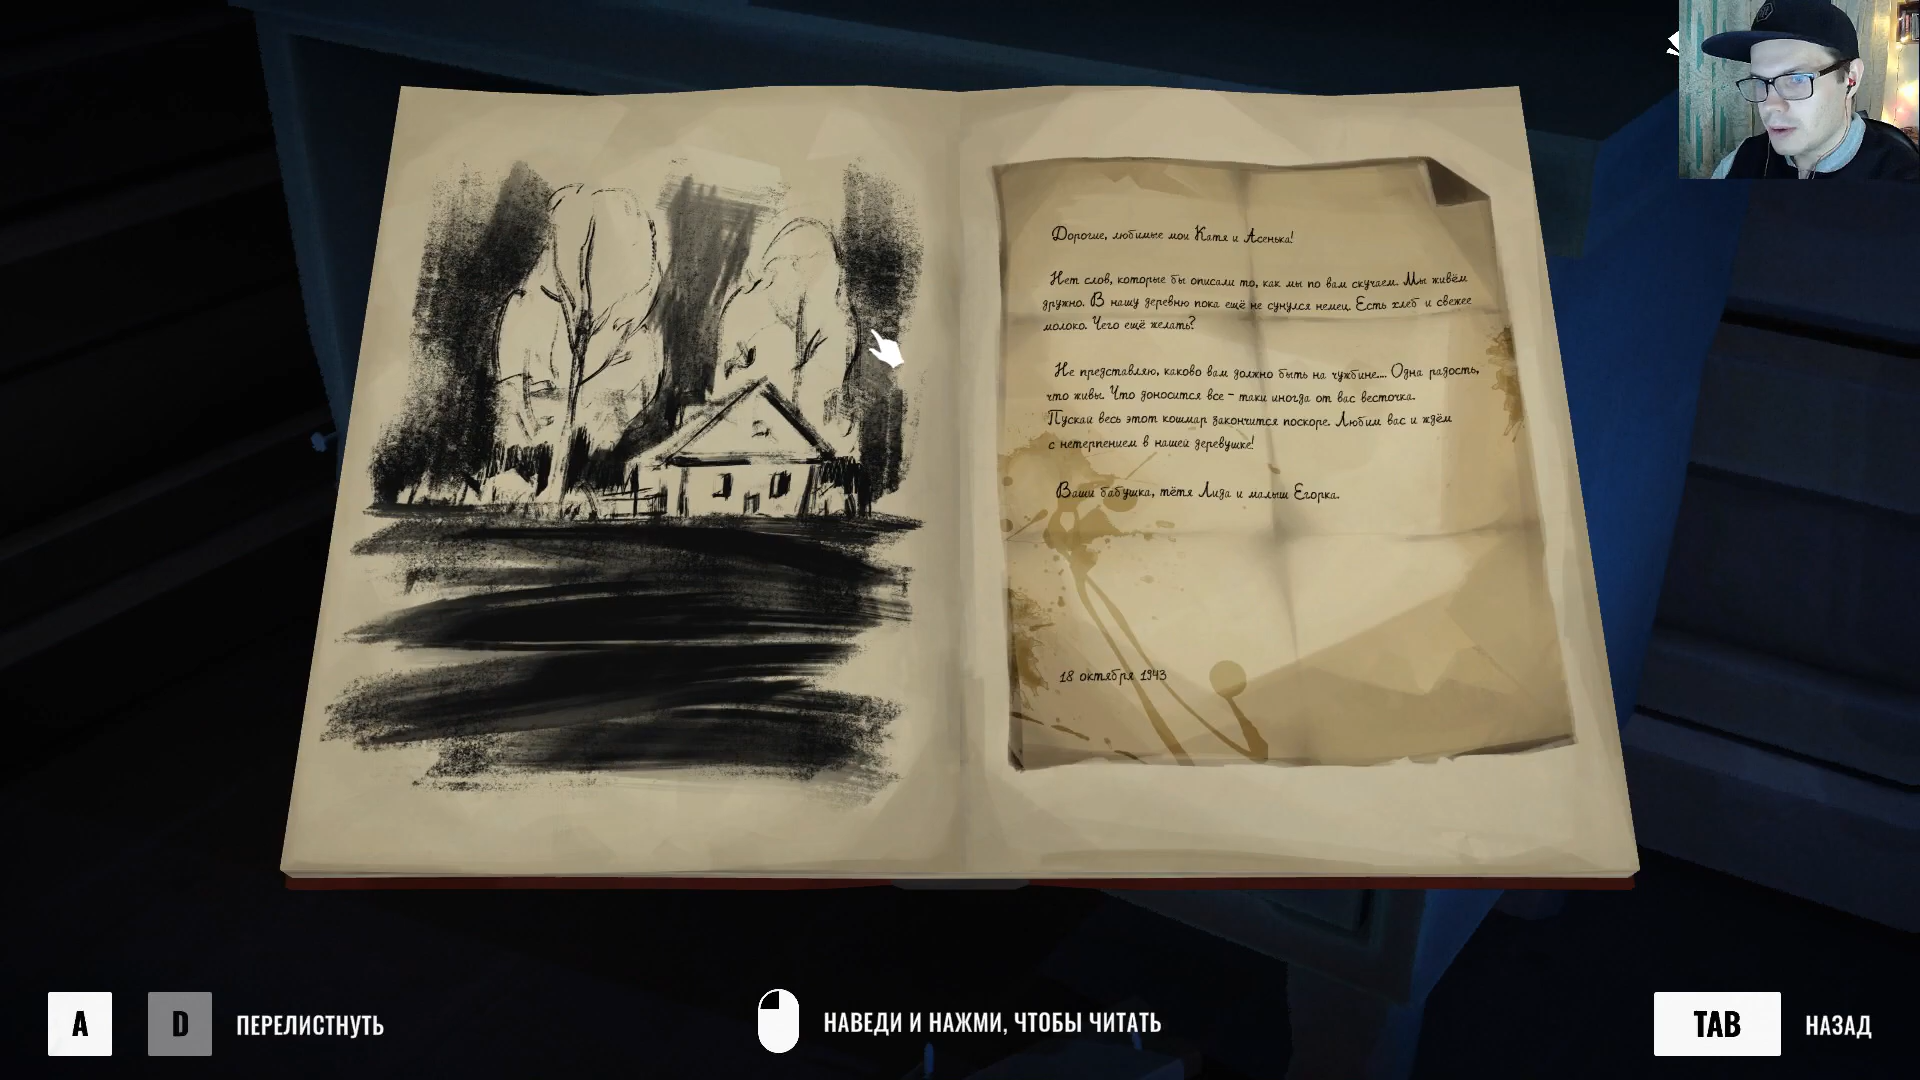 Дорогие, любимые мои Катя и Асенька!
Нет слов, которые бы описали то, как мы по вам скучаем. Мы живём
дружно. В нашу деревню пока ещё не сунулся немец. Есть хлеб и свежее
молоко. Чего ещё желать?
Не представляю, каково вам должно быть на чужбине... Одна радость,
что живы. Что доносится все - таки иногда от вас весточка.
Пускай весь этот кошмар закончится поскоре. Любим вас и ждём
с нетерпением в нашей деревушке!
Ваши бабушка, тётя Лида и малыш Егорка.
18 октября 1943
A D ПЕРЕЛИСТНУТЬ
НАВЕДИ И НАЖМИ, ЧТОБЫ ЧИТАТЬ
TAB НАЗАД